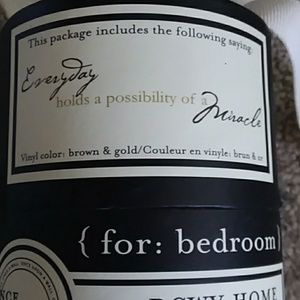 This package includes the following saying:
Everyday
holds a possibility of a
Miracle
Vinyl color: brown & gold/Couleur en vinyle: brun & or
{ for: bedroom
HOME